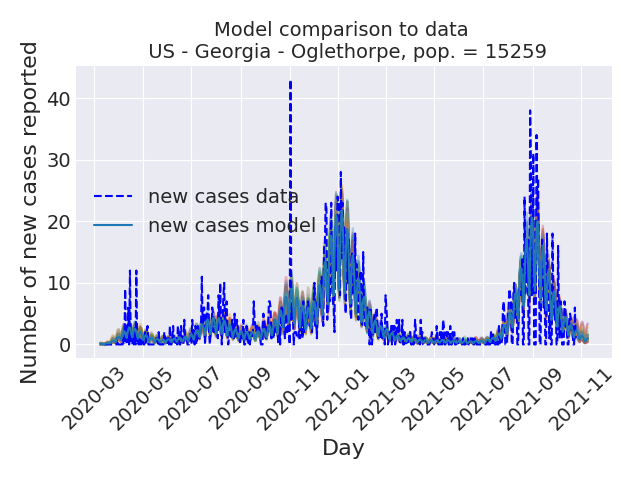 Model comparison to data
US - Georgia - Oglethorpe, pop. = 15259
Number of new cases reported
40
30
20
10
0
new cases data
new cases model
2020-03
2020-05
2020-07
2020-09
2020-11
2021-01
2021-03
2021-05
2021-07
2021-09
2021-11
Day